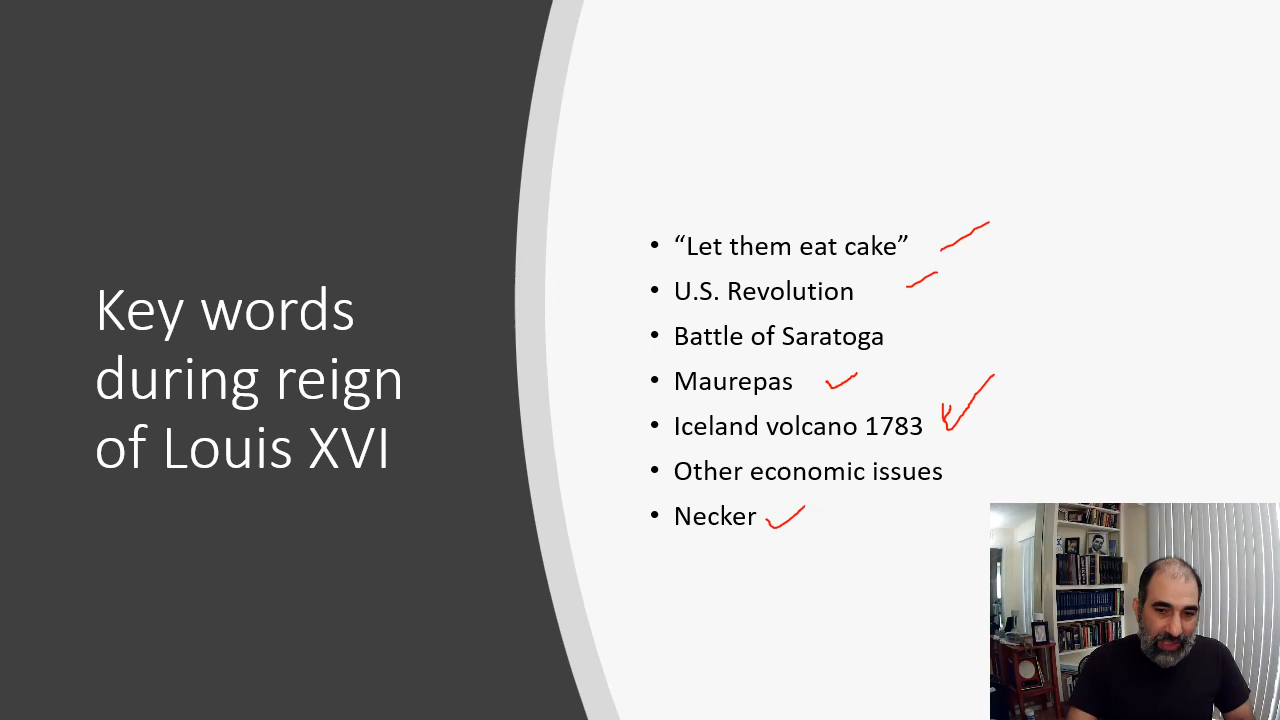 Key words
during reign
of Louis XVI
• “Let them eat cake”
• U.S. Revolution
• Battle of Saratoga
• Maurepas
• Iceland volcano 1783
• Other economic issues
• Necker